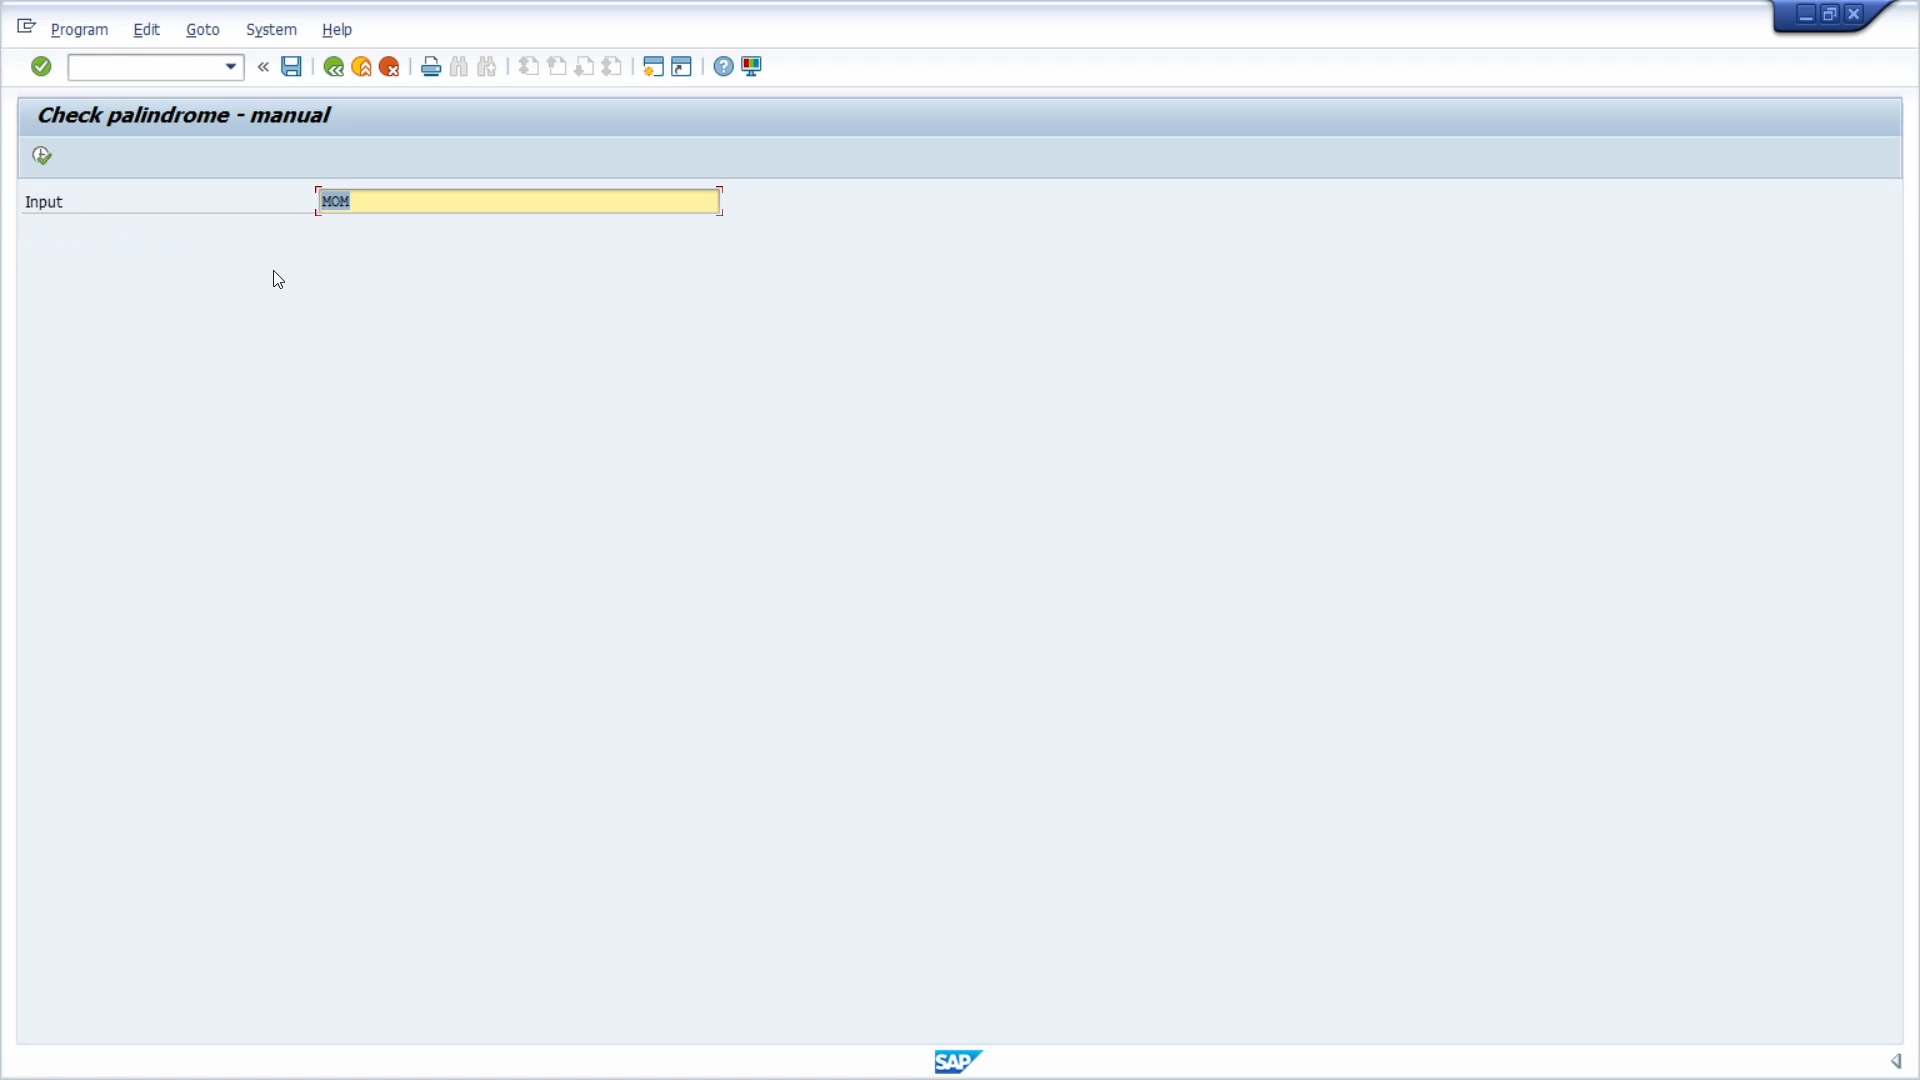 Program Edit Goto System Help
Check palindrome - manual
Input MOM
SAP